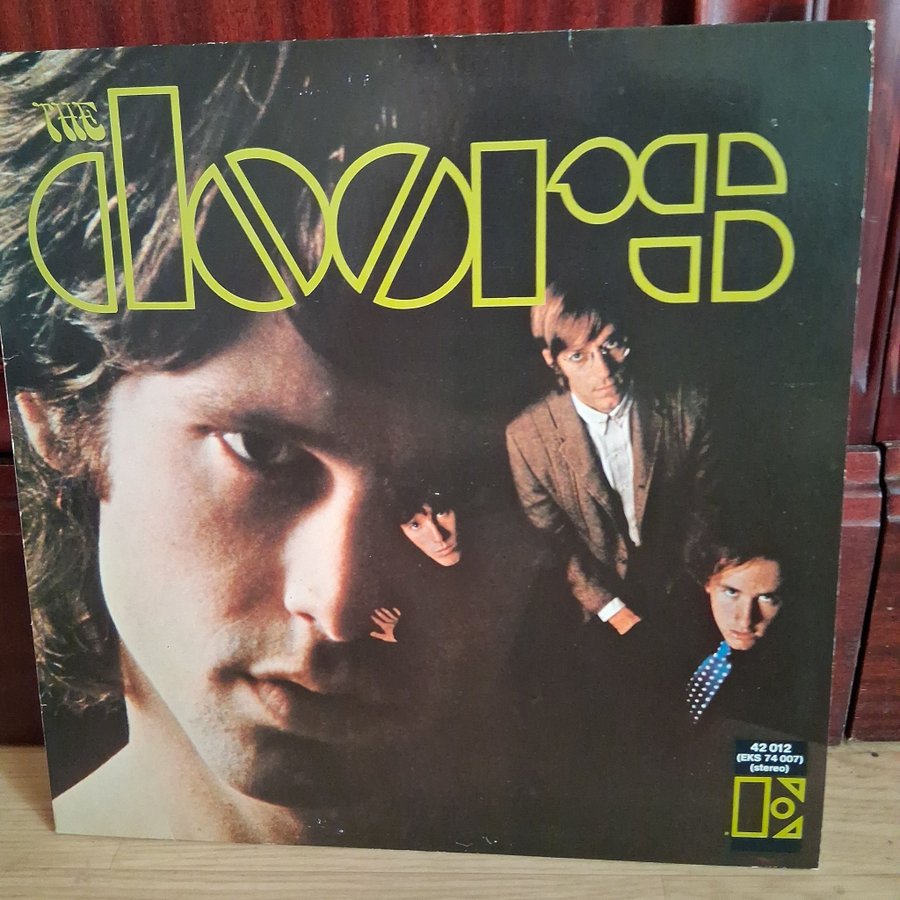 THE
doors
42 012
(EKS 74 007)
(stereo)